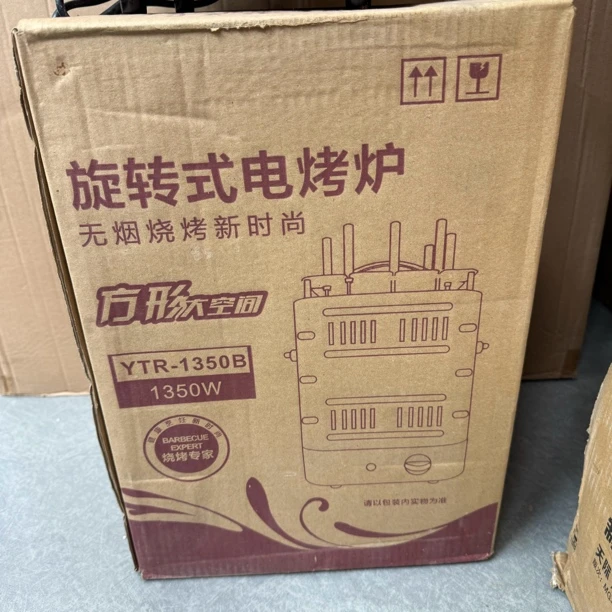 旋转式电烤炉
无烟烧烤新时尚
方形大空间
YTR-1350B
1350W
BARBECUE
EXPERT
烧烤专家
请以包装内实物为准